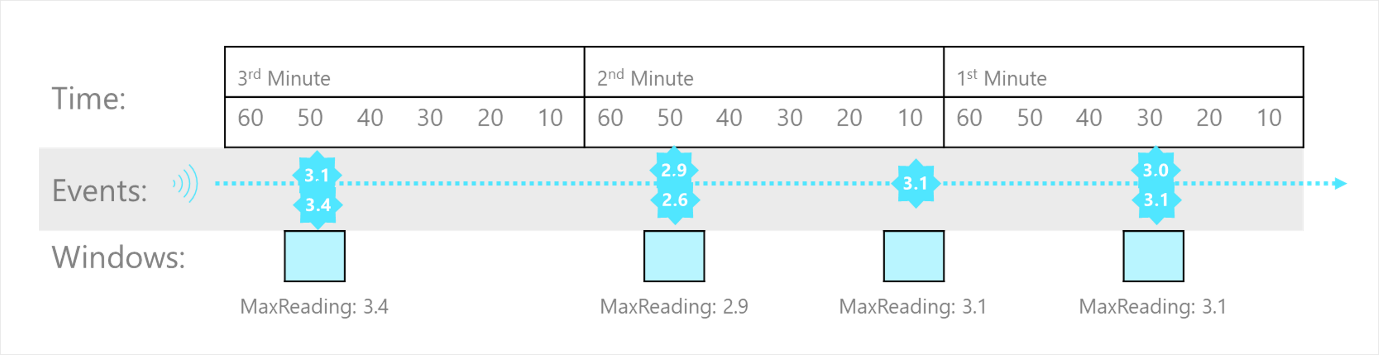 Time:
3rd Minute 2nd Minute 1st Minute
60 50 40 30 20 10 60 50 40 30 20 10 60 50 40 30 20 10
Events:
3.1 2.9 3.1 3.0
3.4 2.6 3.1
Windows:
MaxReading: 3.4 MaxReading: 2.9 MaxReading: 3.1 MaxReading: 3.1